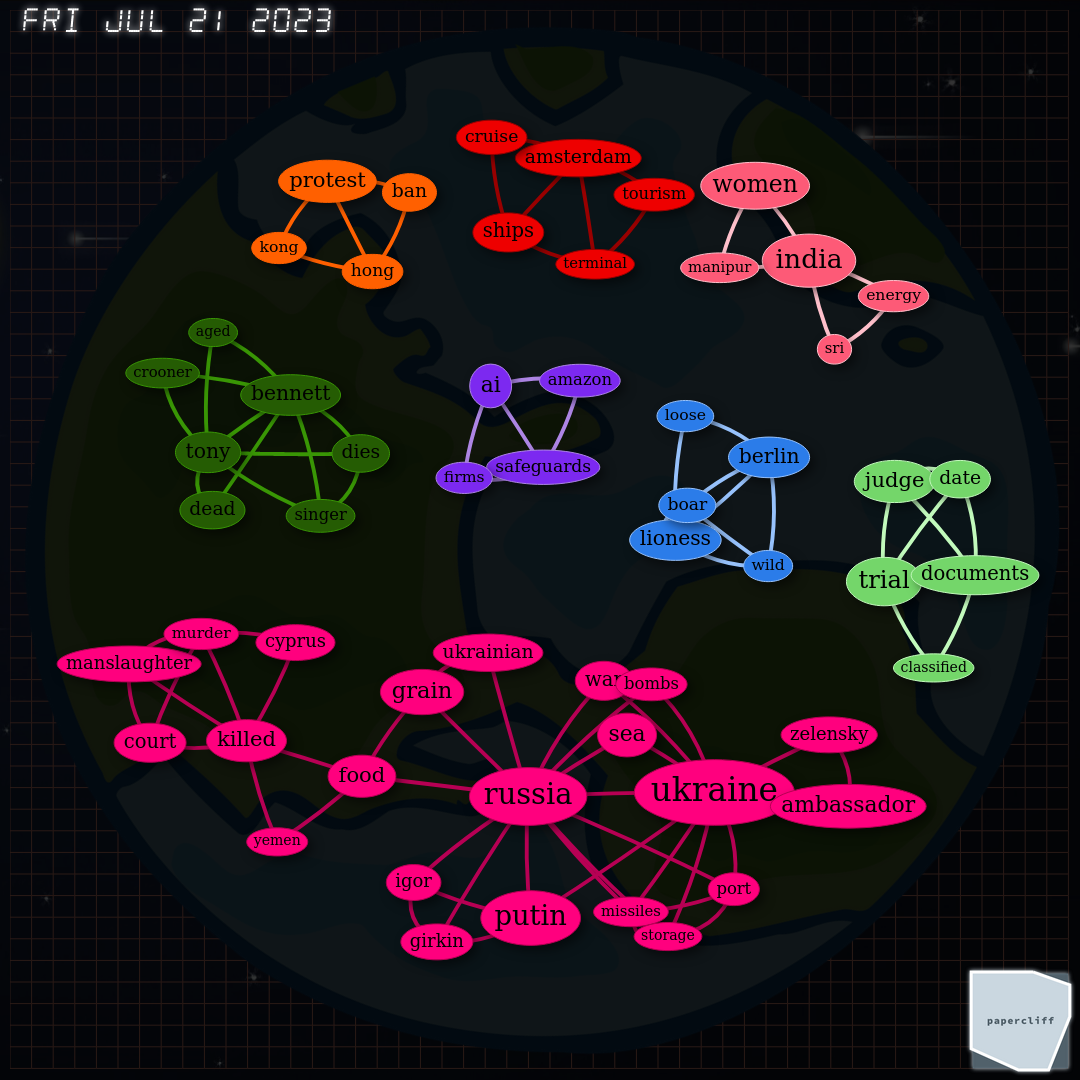 FRI JUL 21 2023
cruise
amsterdam
tourism
ships
terminal
protest
ban
kong
hong
women
india
manipur
energy
sri
aged
crooner
bennett
tony
dies
dead
singer
ai
amazon
firms
safeguards
loose
berlin
boar
lioness
wild
judge
date
trial
documents
classified
murder
cyprus
manslaughter
court
killed
ukrainian
grain
war
bombs
sea
food
russia
ukraine
zelensky
ambassador
yemen
igor
putin
girkin
missiles
port
storage
papercliff